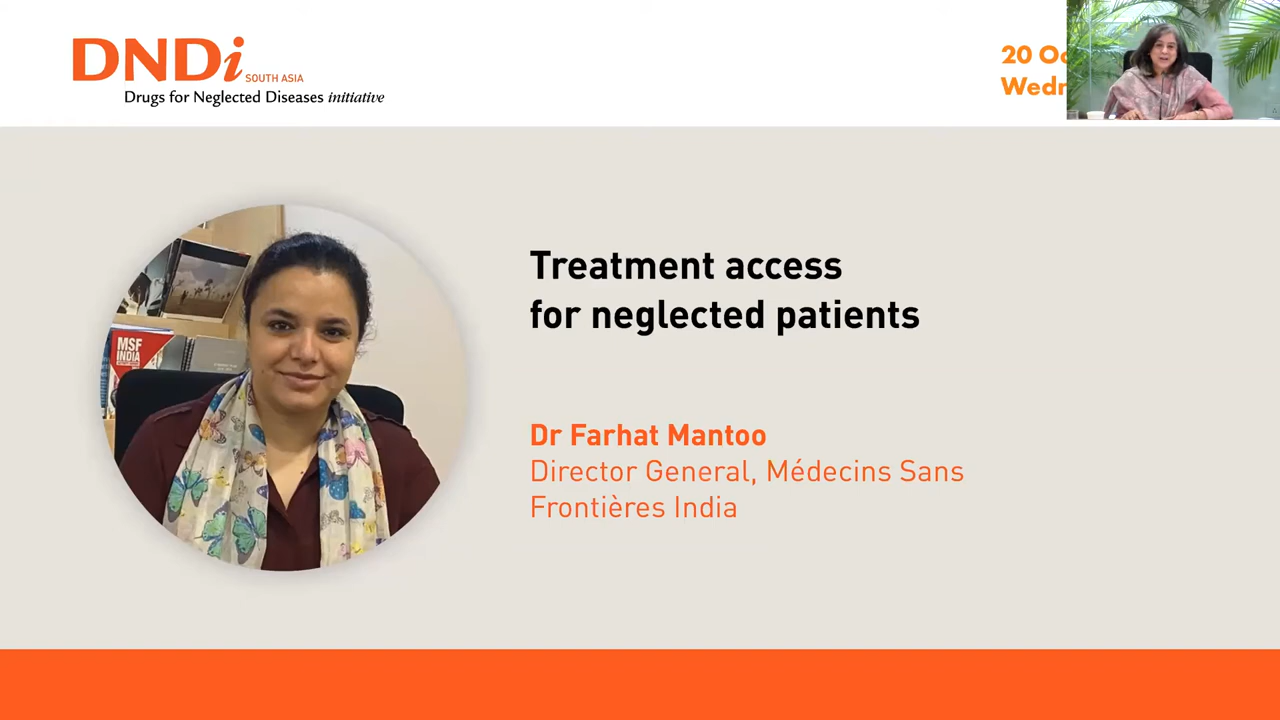 DNDi SOUTH ASIA
Drugs for Neglected Diseases initiative
20
Treatment access
for neglected patients
MSF
INDIA
Dr Farhat Mantoo
Director General, Médecins Sans
Frontières India